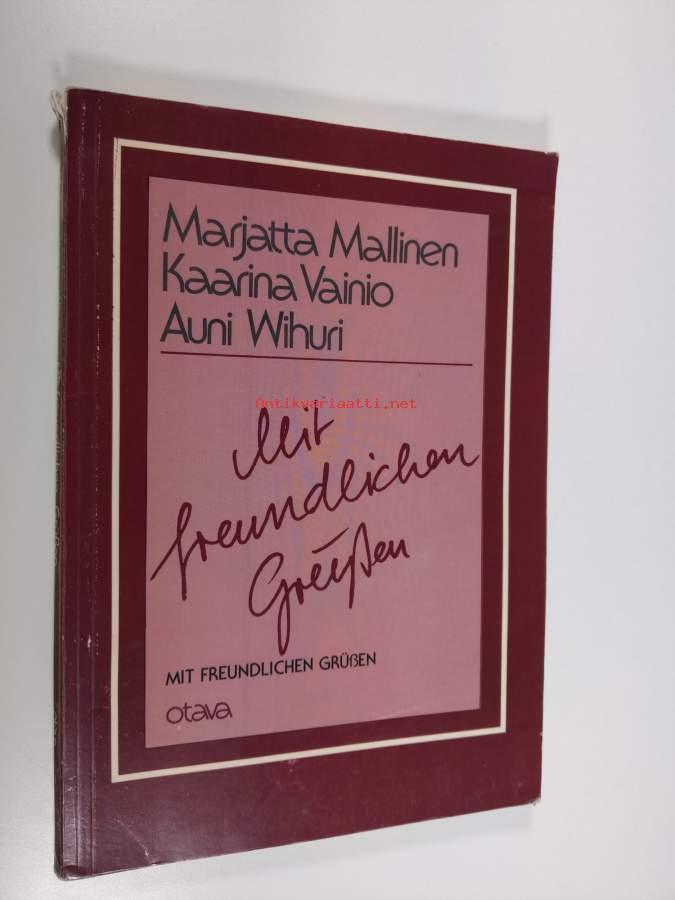 Marjatta Mallinen
Kaarina Vainio
Auni Wihuri
Antikvariaatti.net
Mit
freundlichen
Grüßen
MIT FREUNDLICHEN GRÜßEN
otava